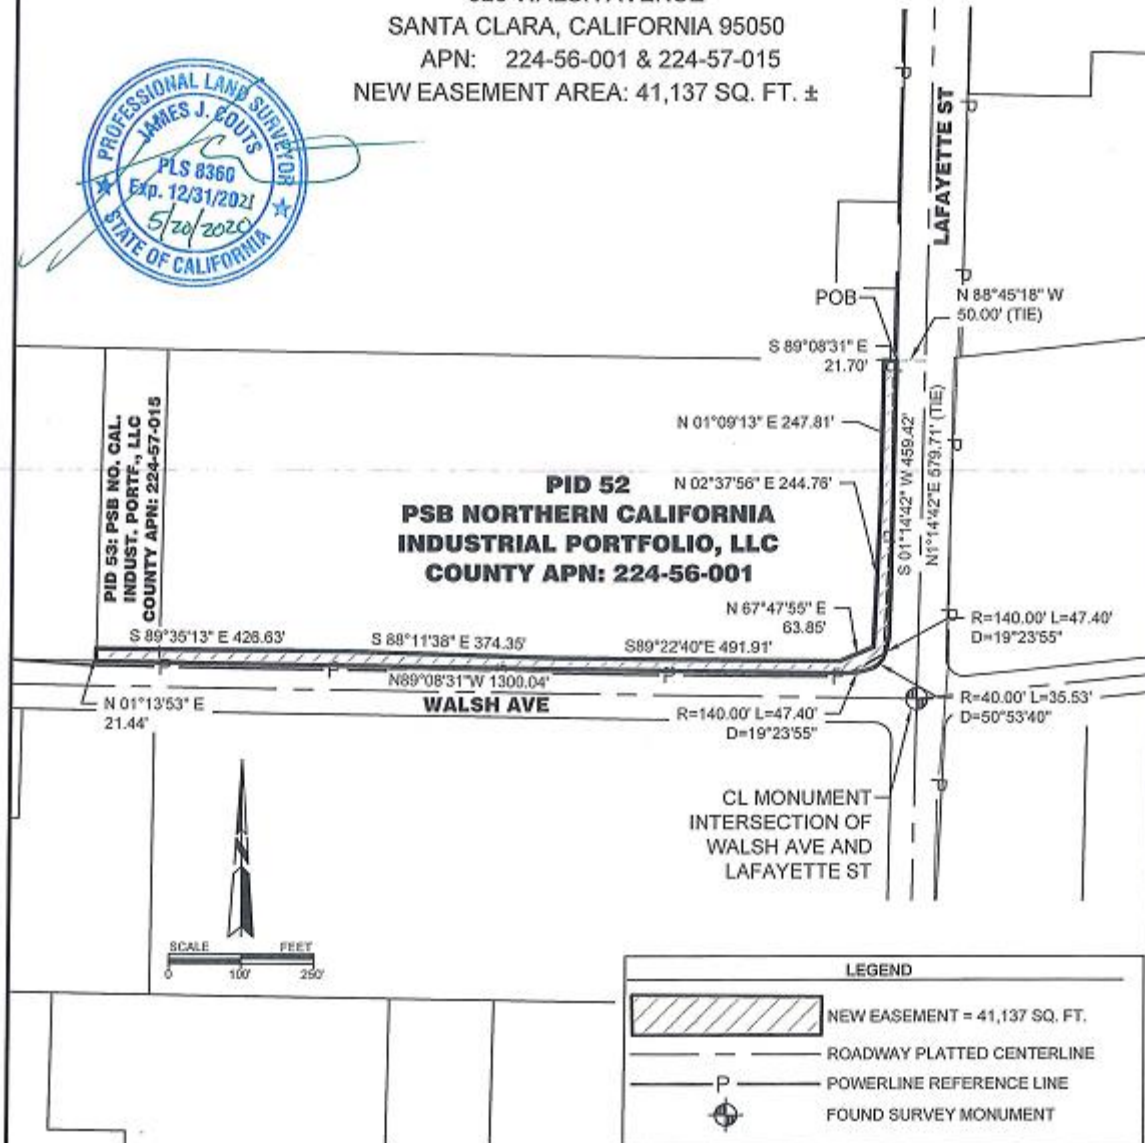 SANTA CLARA, CALIFORNIA 95050
APN: 224-56-001 & 224-57-015
NEW EASEMENT AREA: 41,137 SQ. FT. ±
PROFESSIONAL LAND SURVEYOR
JAMES J. COUTS
PLS 8360
Exp. 12/31/2021
5/20/2020
STATE OF CALIFORNIA
LAFAYETTE ST
P
P
P
POB
N 88°45'18" W
50.00' (TIE)
S 89°08'31" E
21.70'
N 01°09'13" E 247.81'
N 02°37'56" E 244.76'
S 01°14'42" W 459.42'
N1°14'42"E 579.71' (TIE)
P
P
PID 53: PSB NO. CAL.
INDUST. PORTF., LLC
COUNTY APN: 224-57-015
PID 52
PSB NORTHERN CALIFORNIA
INDUSTRIAL PORTFOLIO, LLC
COUNTY APN: 224-56-001
N 67°47'55" E
63.85'
R=140.00' L=47.40'
D=19°23'55"
S 89°35'13" E 426.63'
S 88°11'38" E 374.35'
S89°22'40"E 491.91'
P
P
P
P
N89°08'31"W 1300.04'
WALSH AVE
N 01°13'53" E
21.44'
R=140.00' L=47.40'
D=19°23'55"
R=40.00' L=35.53'
D=50°53'40"
P
CL MONUMENT
INTERSECTION OF
WALSH AVE AND
LAFAYETTE ST
N
SCALE FEET
0 100' 250'
LEGEND
NEW EASEMENT = 41,137 SQ. FT.
ROADWAY PLATTED CENTERLINE
P POWERLINE REFERENCE LINE
FOUND SURVEY MONUMENT